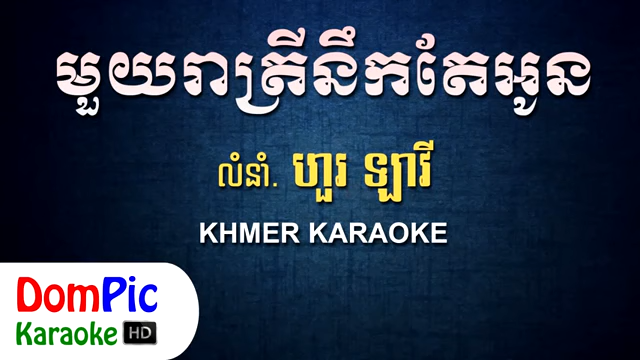 មួយរាត្រីនឹកតែអូន
លំនាំ. ហួរ ឡាវី
KHMER KARAOKE
DomPic
Karaoke HD